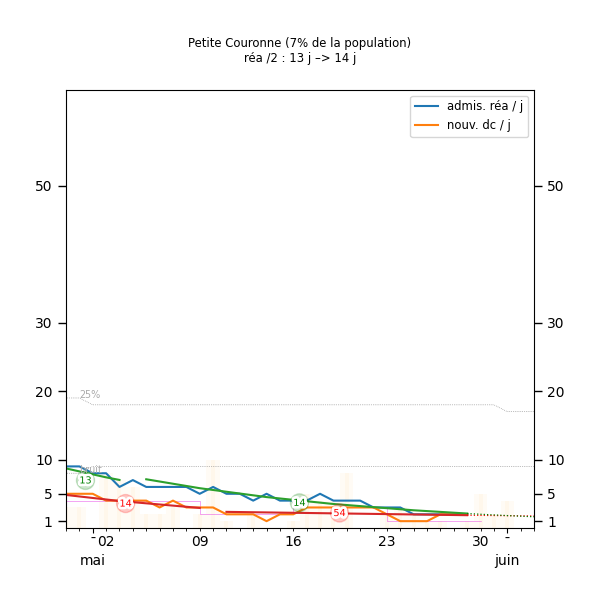 Petite Couronne (7% de la population)
réa /2 : 13 j –> 14 j
admis. réa / j
nouv. dc / j
50 50
30 30
20 20
25%
10 10
13
14
14
54
5 5
1 1
02 09 16 23 30
mai juin